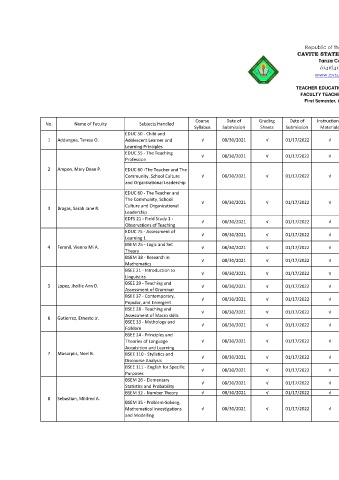 Republic of the
CAVITE STATE
Tanza Ca
TEACHER EDUCATI
FACULTY TEACHI
First Semester,
No. Name of Faculty Subjects Handled Course Syllabus Date of Submission Grading Sheets Date of Submission Instruction Materials
1 Teresa O. EDUC 50 - Child and Adolescent Learner and Learning Principles √ 08/30/2021 √ 01/17/2022 √
EDUC 55 - The Teaching Profession √ 08/30/2021 √ 01/17/2022 √
2 Ampon, Mary Dean P. EDUC 60 -The Teacher and The Community, School Culture and Organizational Leadership √ 08/30/2021 √ 01/17/2022 √
3 Bragas, Sarah Jane R. EDUC 60 - The Teacher and The Community, School Culture and Organizational Leadership √ 08/30/2021 √ 01/17/2022 √
EDFS 21 - Field Study 1 - Observations of Teaching √ 08/30/2021 √ 01/17/2022 √
4 EDUC 75 - Assessment of Learning 1 √ 08/30/2021 √ 01/17/2022 √
BSEM 25 - Logic and Set Theory √ 08/30/2021 √ 01/17/2022 √
BSEM 38 - Research in Mathematics √ 08/30/2021 √ 01/17/2022 √
5 Lopez, Ann D. BSEE 21 - Introduction to Linguistics √ 08/30/2021 √ 01/17/2022 √
BSEE 29 - Teaching and Assessment of Grammar √ 08/30/2021 √ 01/17/2022 √
BSEE 37 - Contemporary, Popular, and Emergent √ 08/30/2021 √ 01/17/2022 √
6 Gutierrez, Ernesto Jr. BSEE 28 - Teaching and Assessment of Macro skills √ 08/30/2021 √ 01/17/2022 √
BSEE 33 - Mythology and Folklore √ 08/30/2021 √ 01/17/2022 √
7 Manarpiis, Noel B. BSEE 24 - Principles and Theories of Language Acquisition and Learning √ 08/30/2021 √ 01/17/2022 √
BSEE 110 - Stylistics and Discourse Analysis √ 08/30/2021 √ 01/17/2022 √
BSEE 111 - English for Specific Purposes √ 08/30/2021 √ 01/17/2022 √
8 Sebastian, Mildred A. BSEM 26 - Elementary Statistics and Probability √ 08/30/2021 √ 01/17/2022 √
BSEM 32 - Number Theory √ 08/30/2021 √ 01/17/2022 √
BSEM 35 - Problem-Solving, Mathematical Investigations and Modelling √ 08/30/2021 √ 01/17/2022 √